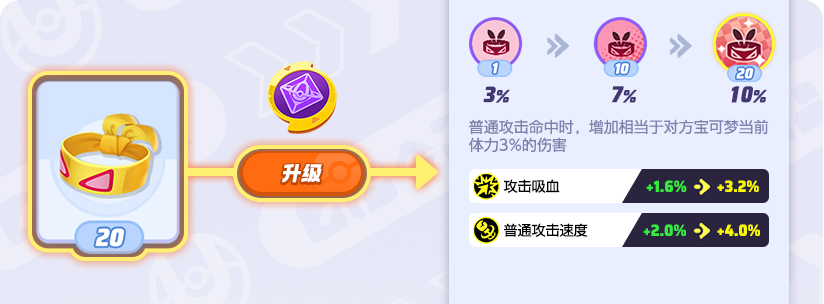 1
10
20
3%
7%
10%
普通攻击命中时，增加相当于对方宝可梦当前
体力3%的伤害
20
升级
攻击吸血
+1.6%
+3.2%
普通攻击速度
+2.0%
+4.0%